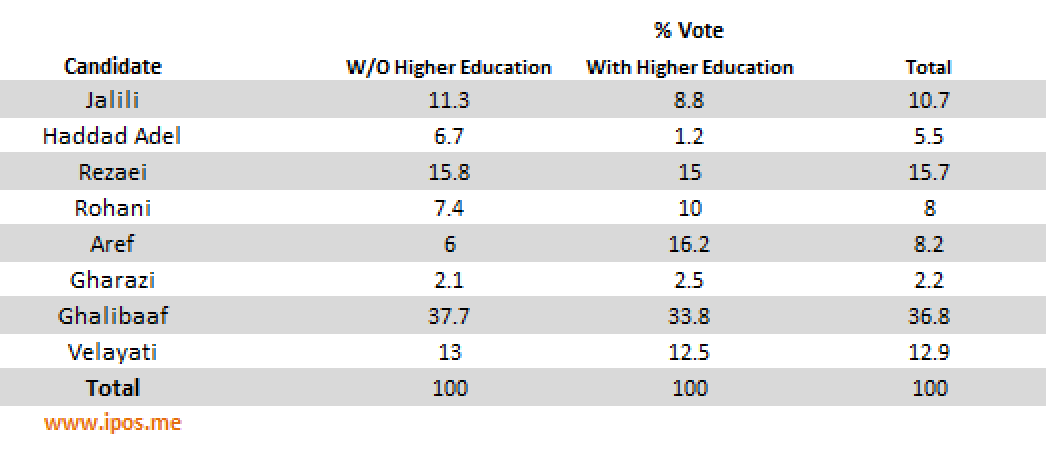 % Vote
Candidate W/O Higher Education With Higher Education Total
Jalili 11.3 8.8 10.7
Haddad Adel 6.7 1.2 5.5
Rezaei 15.8 15 15.7
Rohani 7.4 10 8
Aref 6 16.2 8.2
Gharazi 2.1 2.5 2.2
Ghalibaaf 37.7 33.8 36.8
Velayati 13 12.5 12.9
Total 100 100 100
www.ipos.me